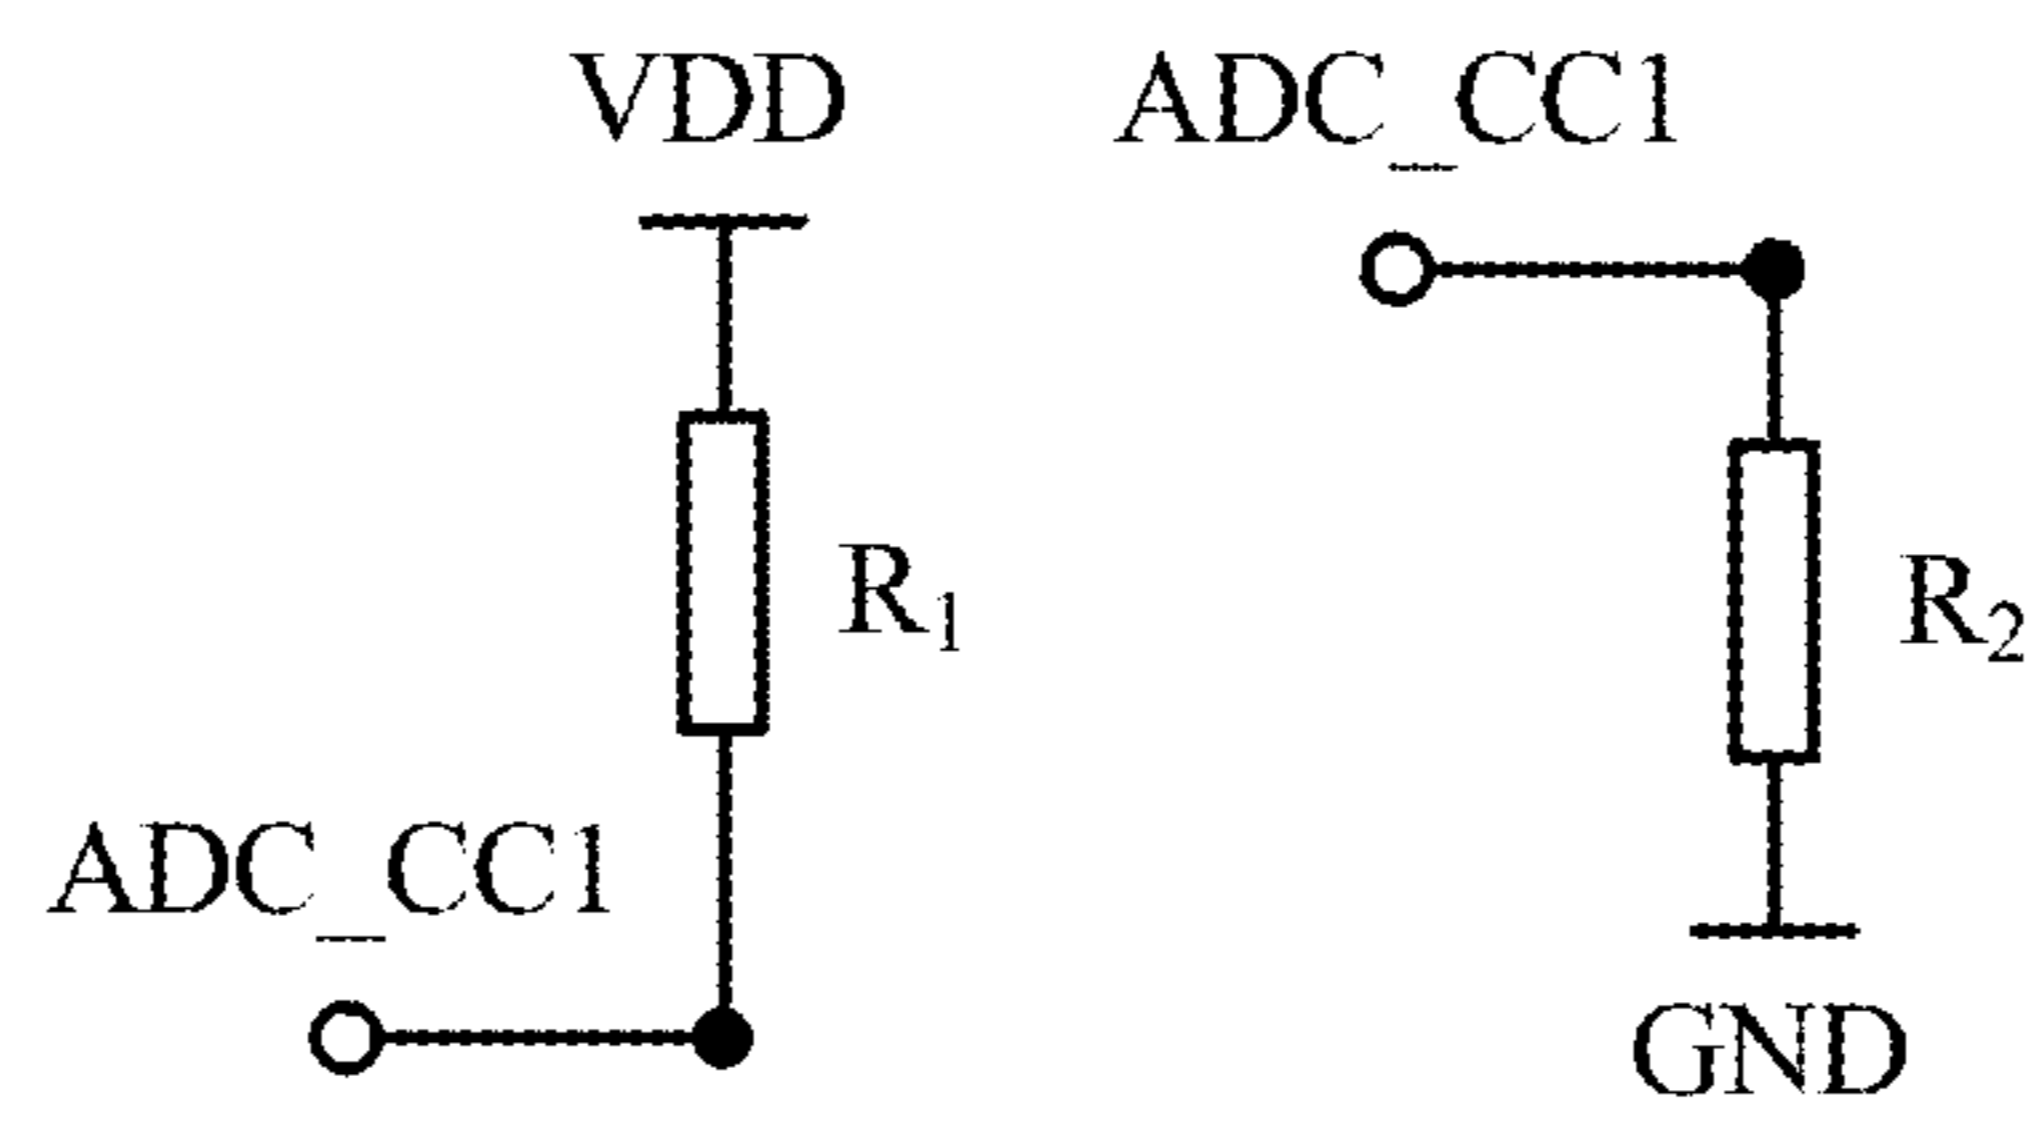 VDD
R₁
ADC_CC1
ADC_CC1
R₂
GND